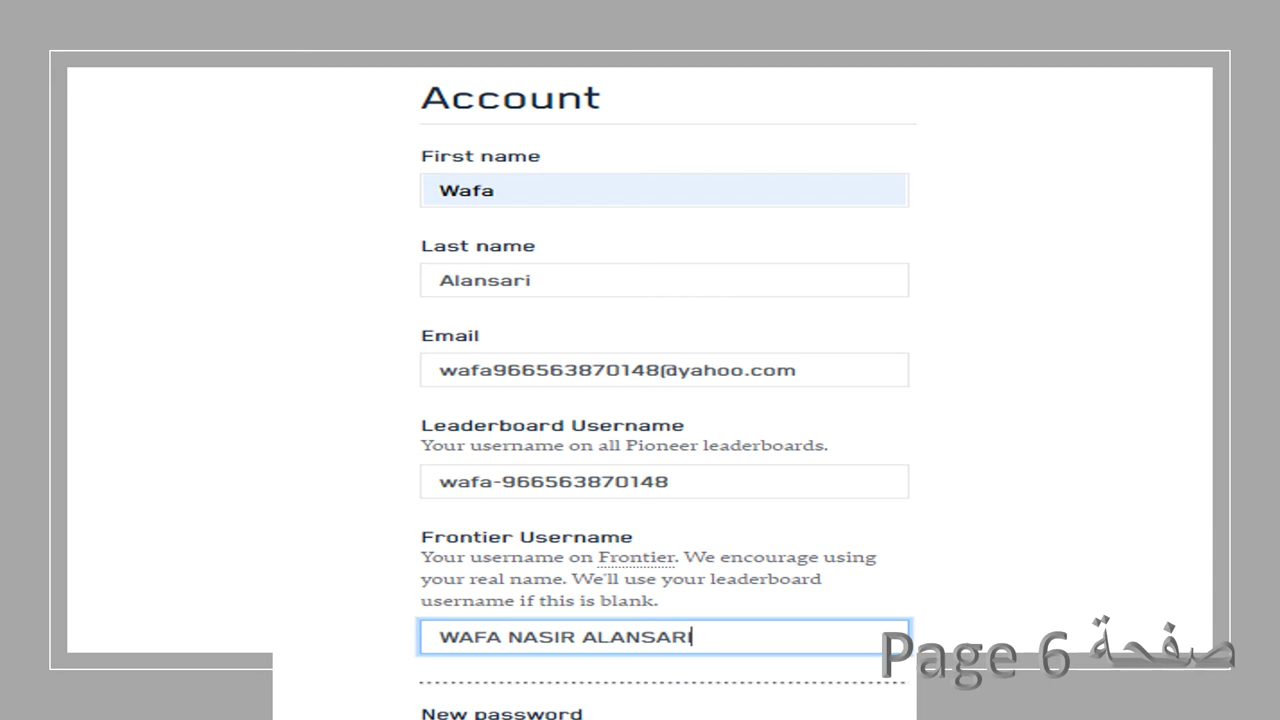 Account
First name
Wafa
Last name
Alansari
Email
wafa966563870148@yahoo.com
Leaderboard Username
Your username on all Pioneer leaderboards.
wafa-966563870148
Frontier Username
Your username on Frontier. We encourage using
your real name. We'll use your leaderboard
username if this is blank.
WAFA NASIR ALANSARI
Page 6 صفحة
New password